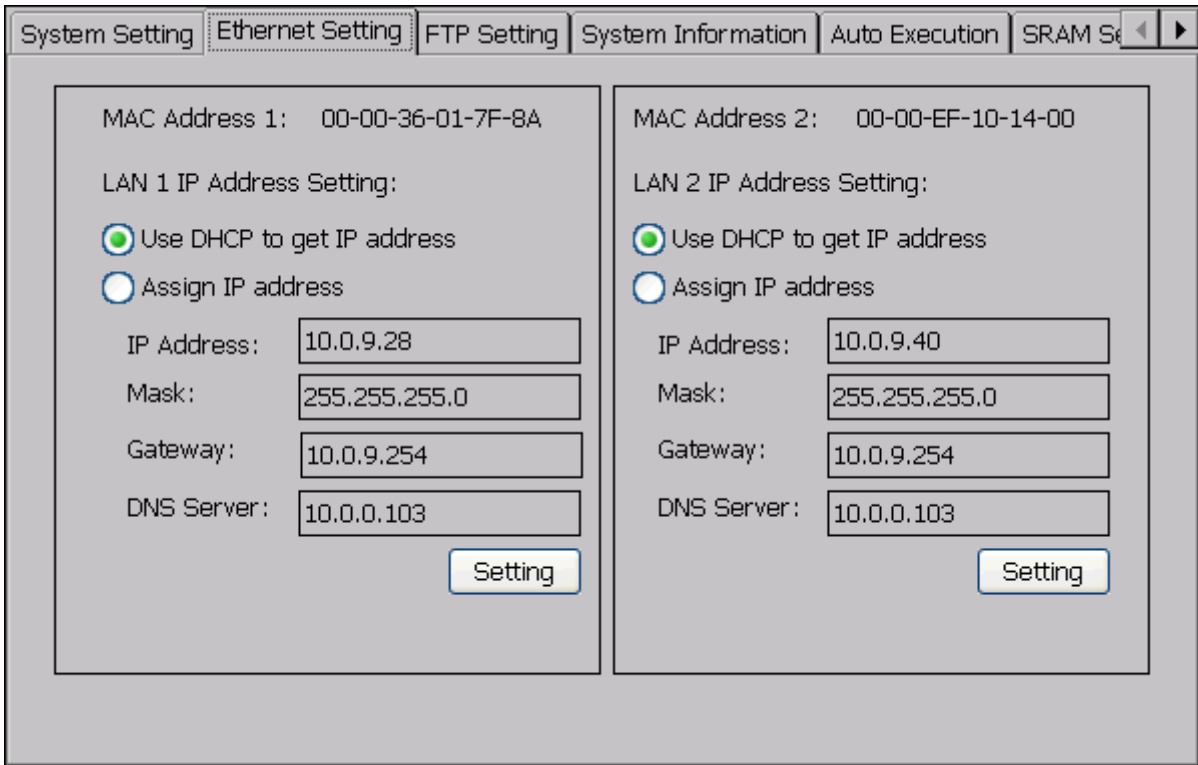 System Setting
Ethernet Setting
FTP Setting
System Information
Auto Execution
SRAM Se
MAC Address 1: 00-00-36-01-7F-8A
LAN 1 IP Address Setting:
Use DHCP to get IP address
Assign IP address
IP Address: 10.0.9.28
Mask: 255.255.255.0
Gateway: 10.0.9.254
DNS Server: 10.0.0.103
Setting
MAC Address 2: 00-00-EF-10-14-00
LAN 2 IP Address Setting:
Use DHCP to get IP address
Assign IP address
IP Address: 10.0.9.40
Mask: 255.255.255.0
Gateway: 10.0.9.254
DNS Server: 10.0.0.103
Setting